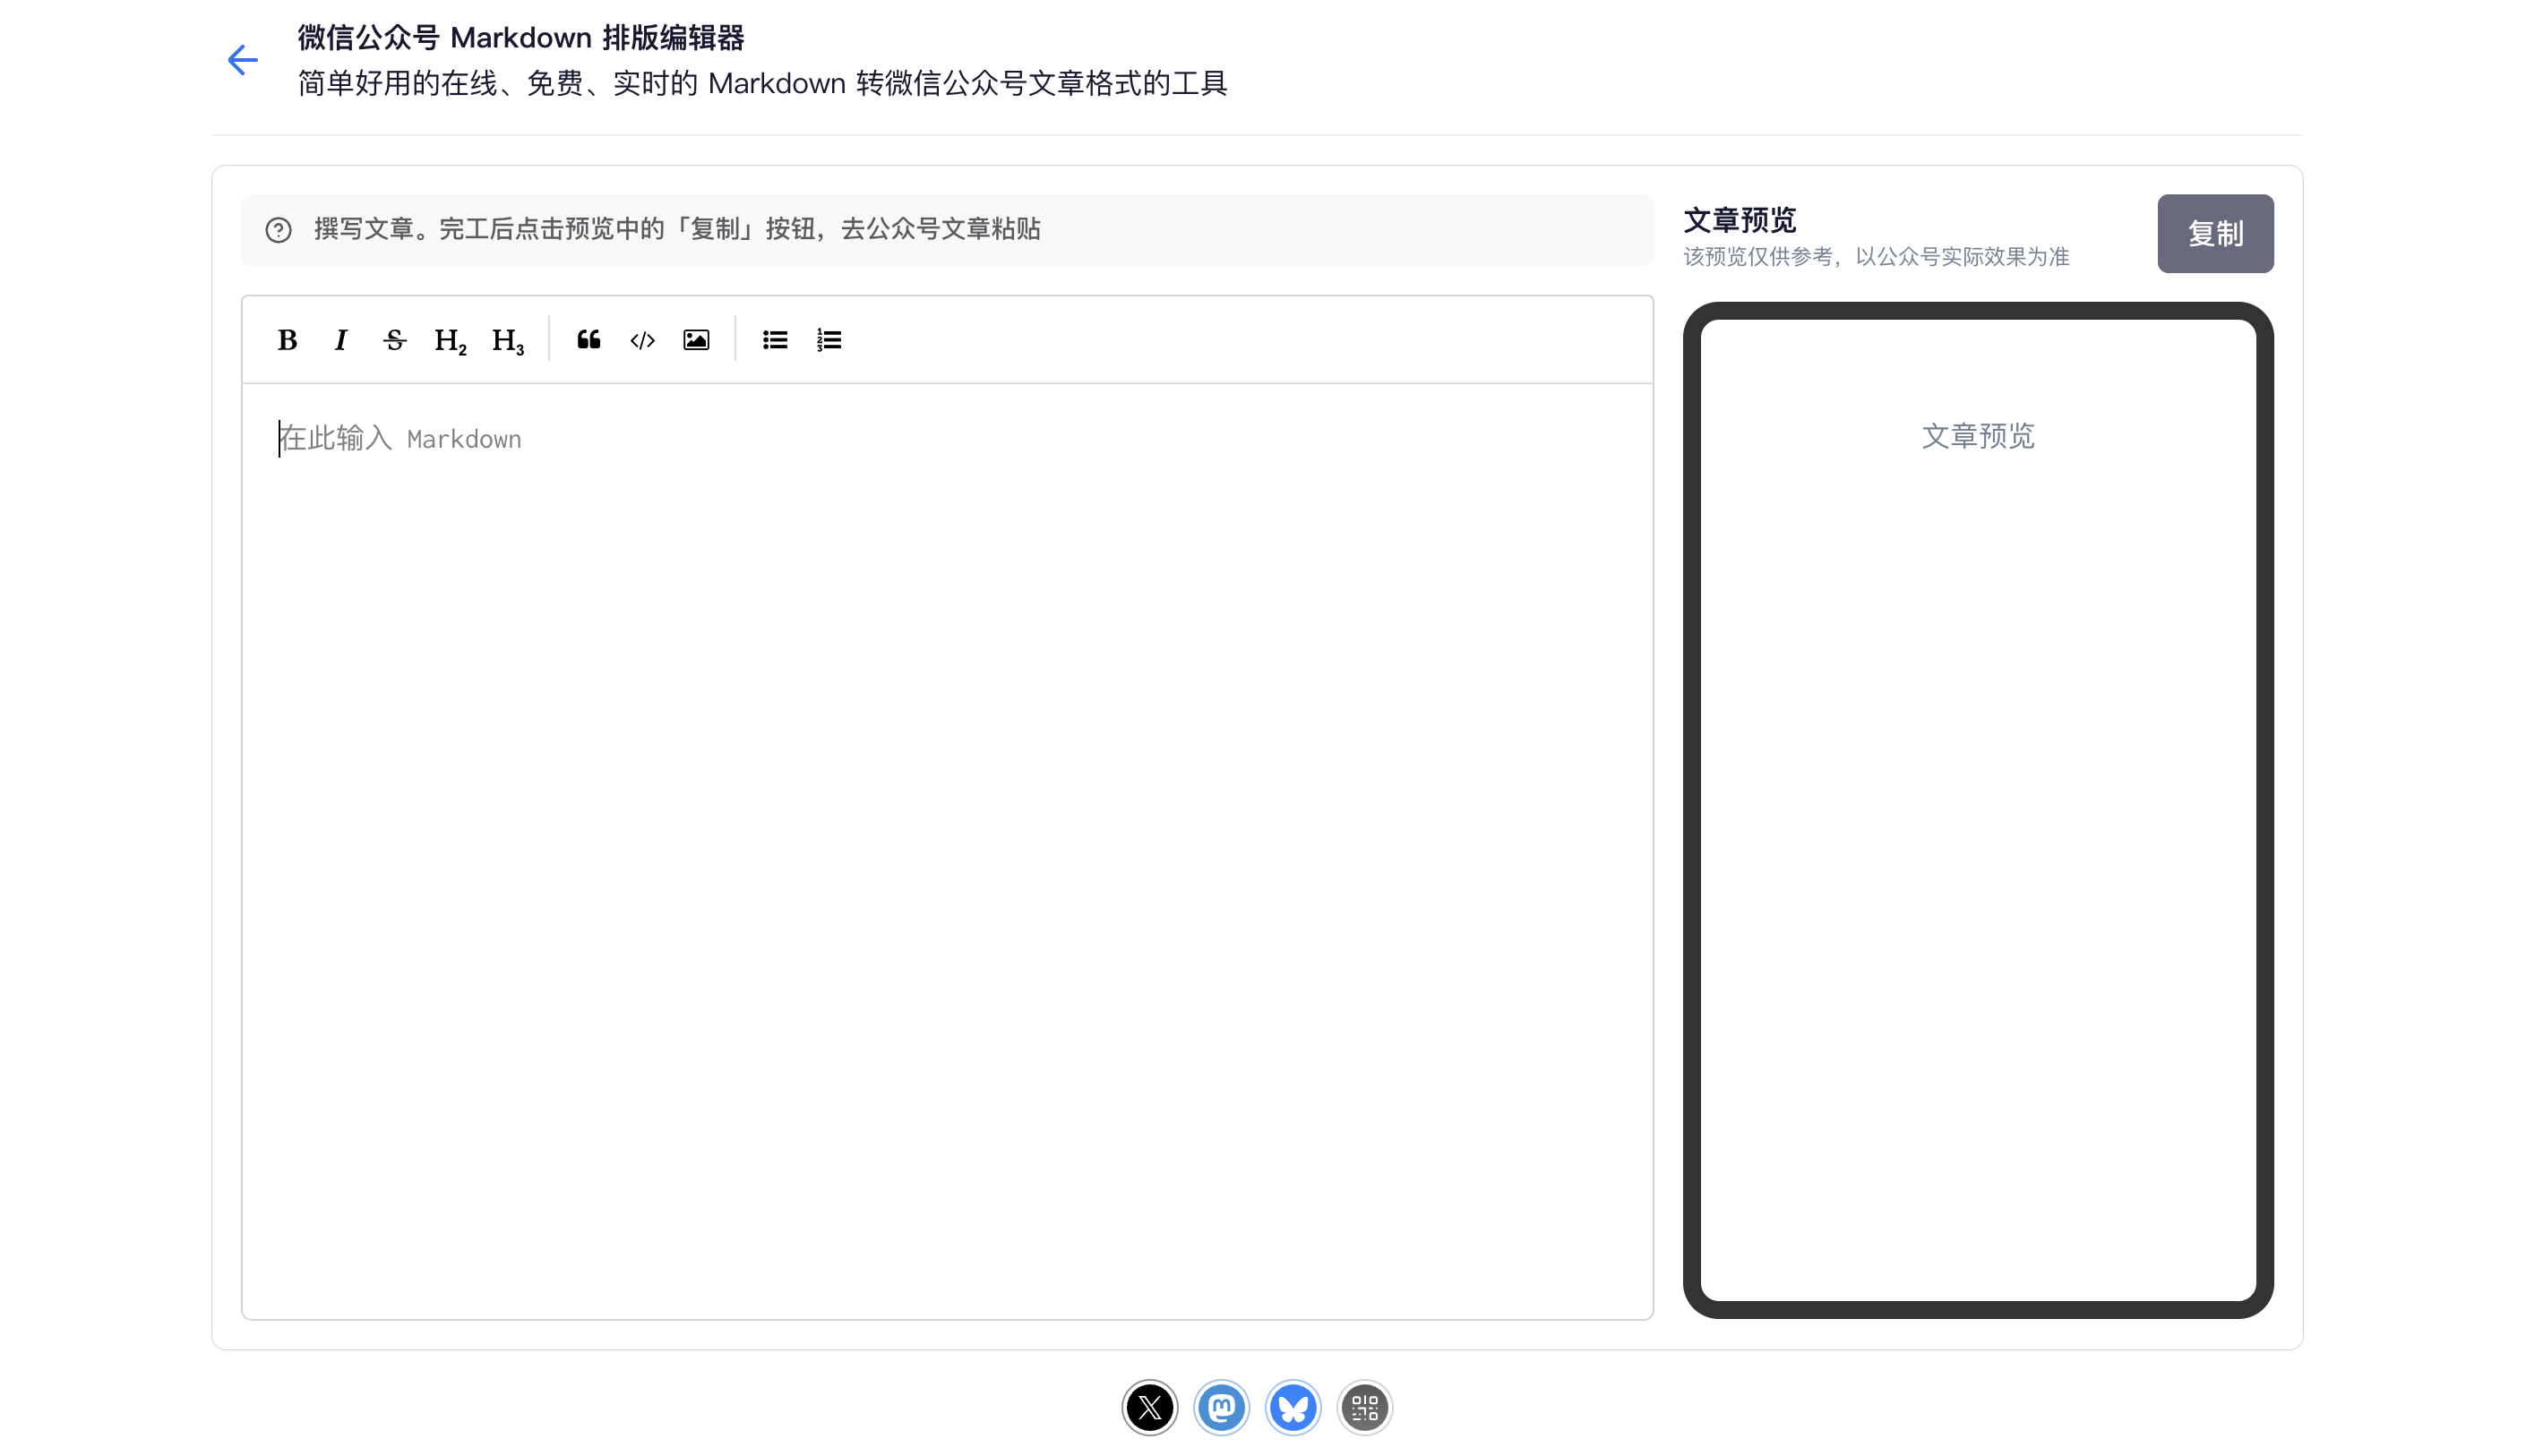 微信公众号 Markdown 排版编辑器
简单好用的在线、免费、实时的 Markdown 转微信公众号文章格式的工具
撰写文章。完工后点击预览中的「复制」按钮，去公众号文章粘贴
文章预览
该预览仅供参考，以公众号实际效果为准
复制
B I S H2 H3
在此输入 Markdown
文章预览